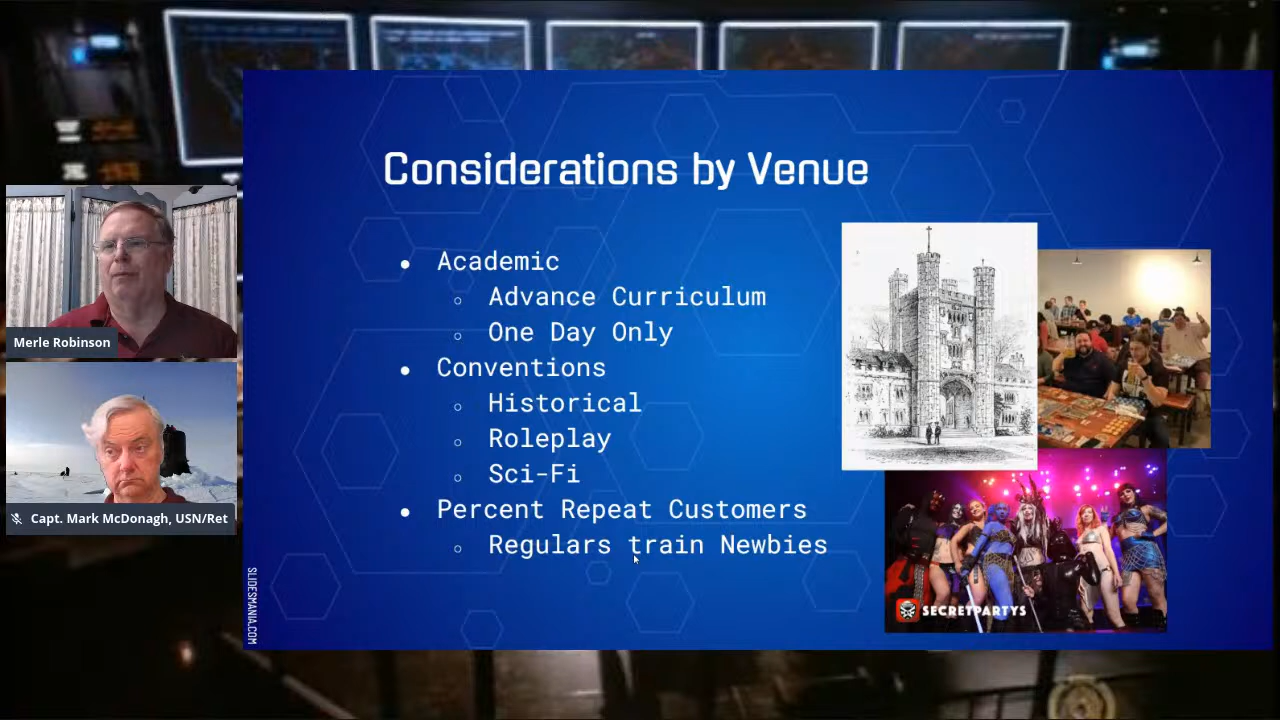 Considerations by Venue
Academic
Advance Curriculum
One Day Only
Conventions
Historical
Roleplay
Sci-Fi
Percent Repeat Customers
Regulars train Newbies
Merle Robinson
Capt. Mark McDonagh, USN/Ret
SLIDESMANIA.COM
SECRETPARTYS